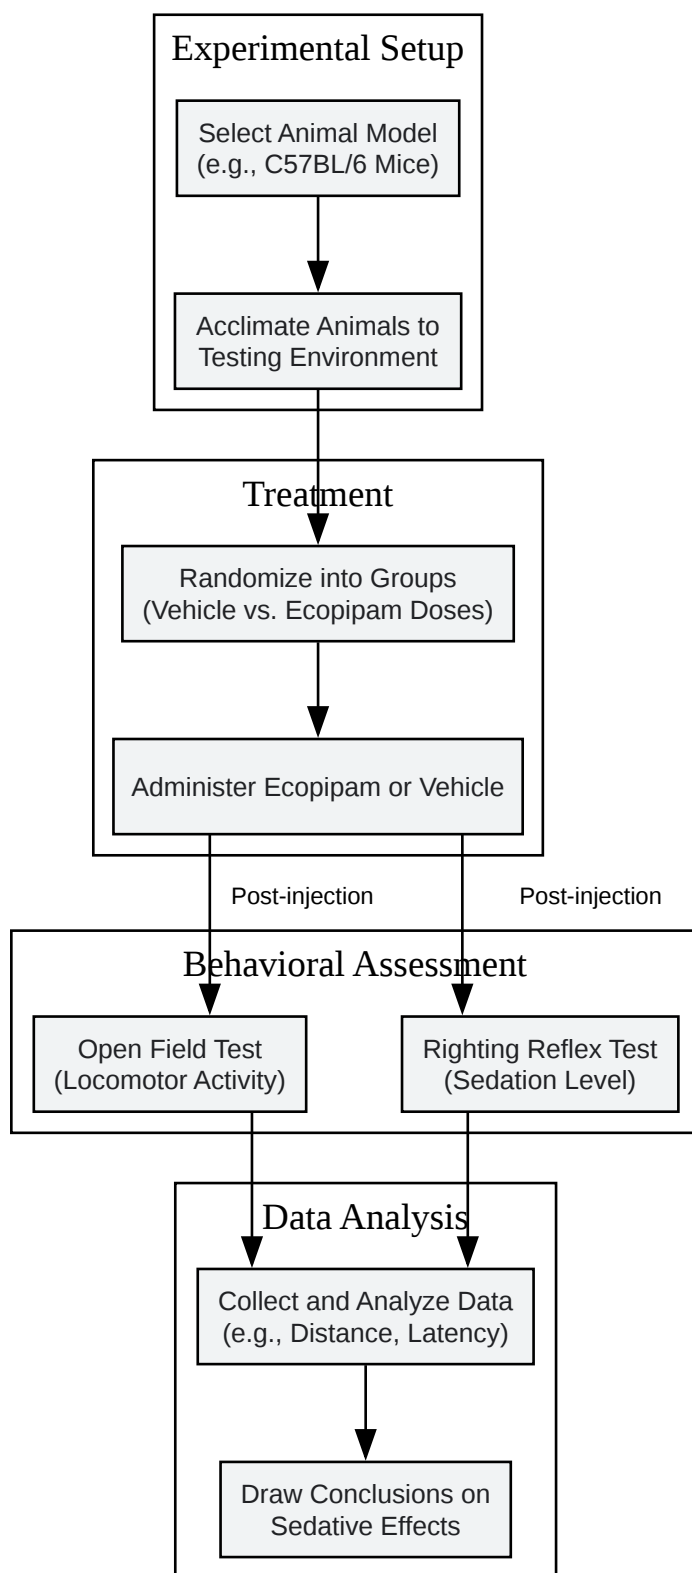 Experimental Setup
Select Animal Model
(e.g., C57BL/6 Mice)
Acclimate Animals to
Testing Environment
Treatment
Randomize into Groups
(Vehicle vs. Ecopipam Doses)
Administer Ecopipam or Vehicle
Post-injection
Post-injection
Behavioral Assessment
Open Field Test
(Locomotor Activity)
Righting Reflex Test
(Sedation Level)
Data Analysis
Collect and Analyze Data
(e.g., Distance, Latency)
Draw Conclusions on
Sedative Effects